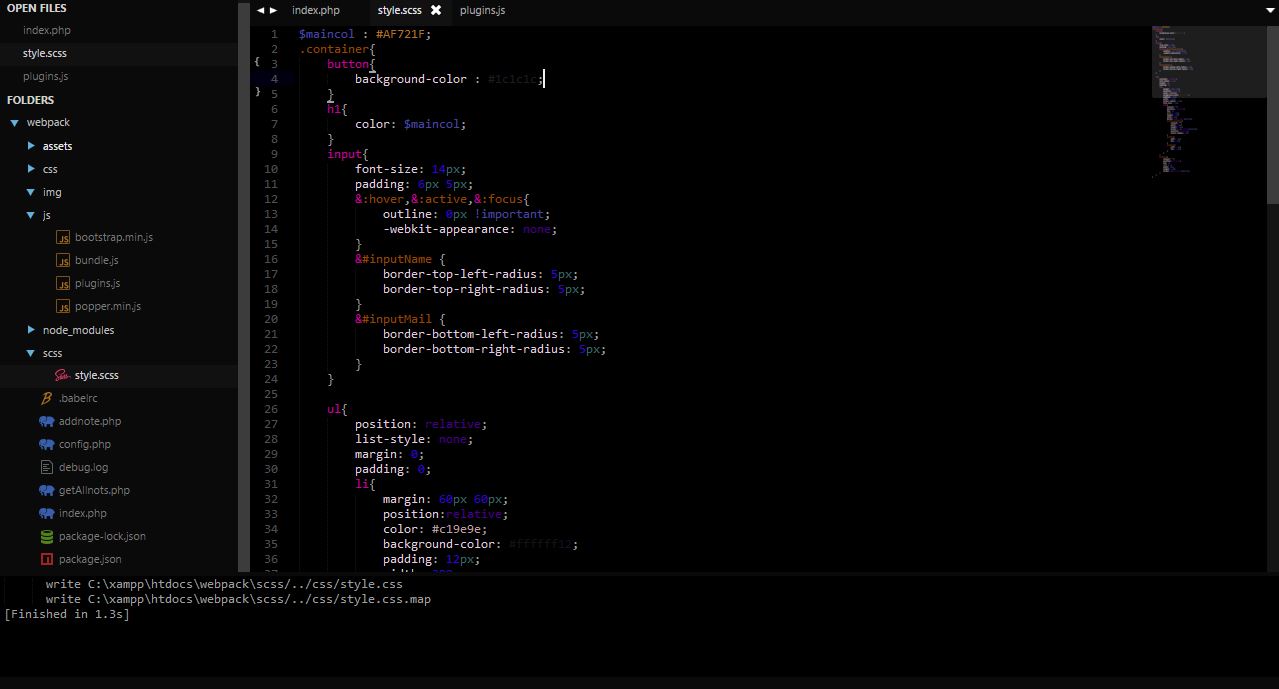 OPEN FILES
index.php
style.scss
plugins.js
FOLDERS
webpack
assets
css
img
js
bootstrap.min.js
bundle.js
plugins.js
popper.min.js
node_modules
scss
style.scss
.babelrc
addnote.php
config.php
debug.log
getAllnots.php
index.php
package-lock.json
package.json
index.php style.scss plugins.js
1 $maincol : #AF721F;
2 .container{
3 button{
4 background-color : #1c1c1c;
5 }
6 h1{
7 color: $maincol;
8 }
9 input{
10 font-size: 14px;
11 padding: 6px 5px;
12 &:hover,&:active,&:focus{
13 outline: 0px !important;
14 -webkit-appearance: none;
15 }
16 &#inputName {
17 border-top-left-radius: 5px;
18 border-top-right-radius: 5px;
19 }
20 &#inputMail {
21 border-bottom-left-radius: 5px;
22 border-bottom-right-radius: 5px;
23 }
24 }
25
26 ul{
27 position: relative;
28 list-style: none;
29 margin: 0;
30 padding: 0;
31 li{
32 margin: 60px 60px;
33 position:relative;
34 color: #c19e9e;
35 background-color: #ffffff12;
36 padding: 12px;
write C:\xampp\htdocs\webpack\scss/../css/style.css
write C:\xampp\htdocs\webpack\scss/../css/style.css.map
[Finished in 1.3s]